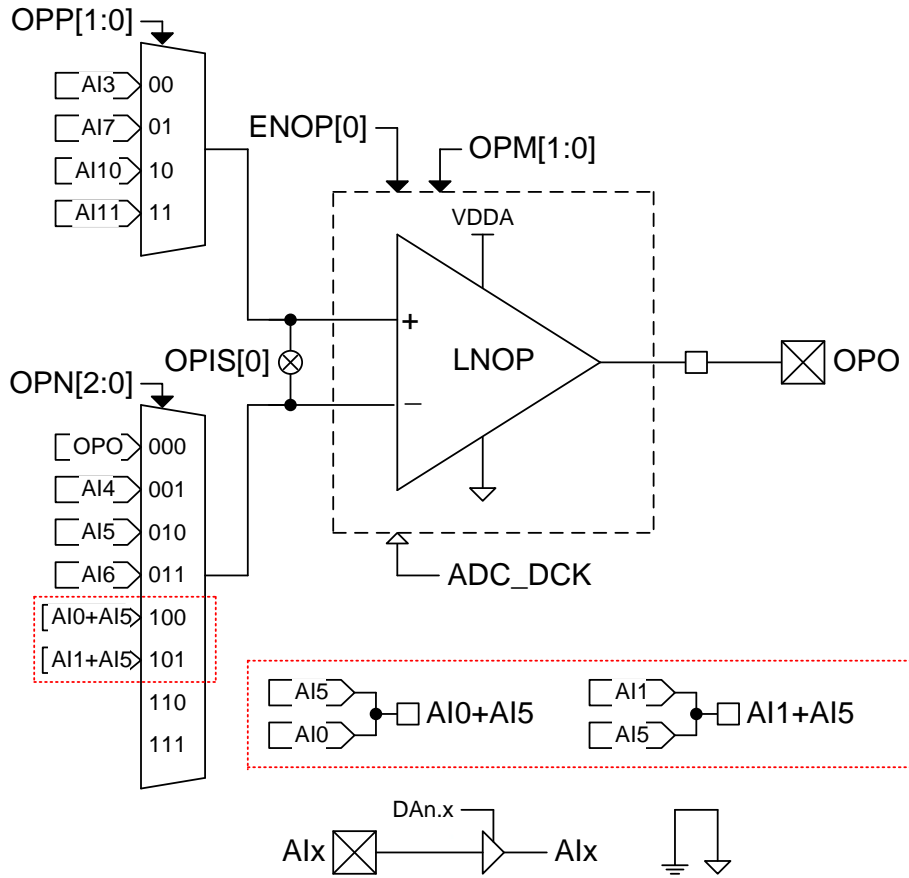 OPP[1:0]
AI3 00
AI7 01
AI10 10
AI11 11
ENOP[0]
OPM[1:0]
VDDA
+
LNOP
−
OPO
OPIS[0]
OPN[2:0]
OPO 000
AI4 001
AI5 010
AI6 011
AI0+AI5 100
AI1+AI5 101
110
111
ADC_DCK
AI5
AI0
AI0+AI5
AI1
AI5
AI1+AI5
DAn.x
AIx
AIx